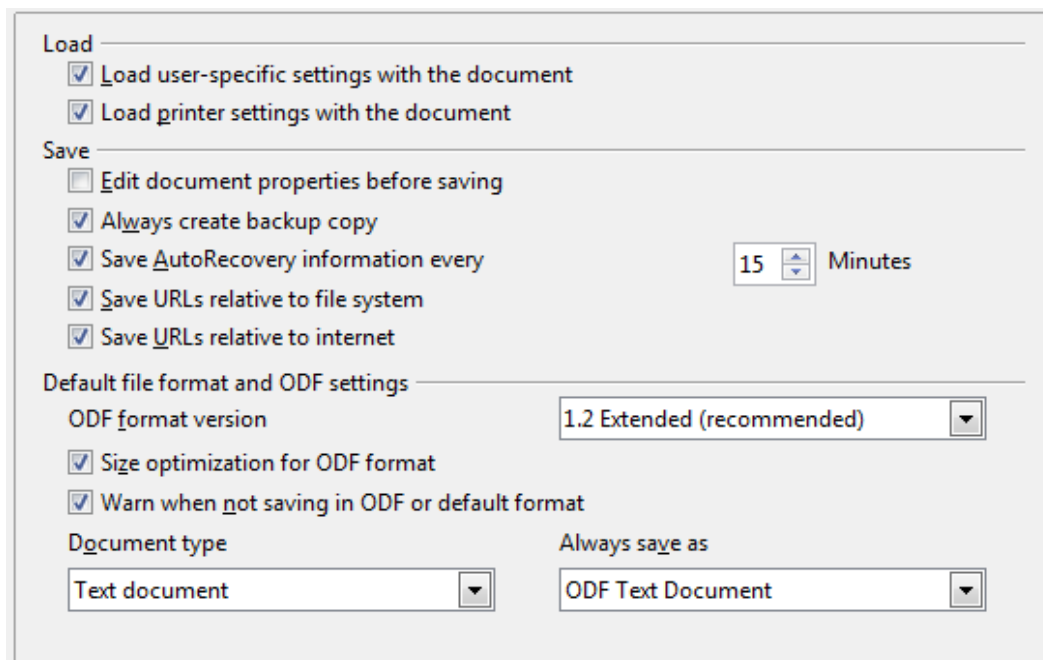 Load
Load user-specific settings with the document
Load printer settings with the document
Save
Edit document properties before saving
Always create backup copy
Save AutoRecovery information every 15 Minutes
Save URLs relative to file system
Save URLs relative to internet
Default file format and ODF settings
ODF format version 1.2 Extended (recommended)
Size optimization for ODF format
Warn when not saving in ODF or default format
Document type Always save as
Text document ODF Text Document